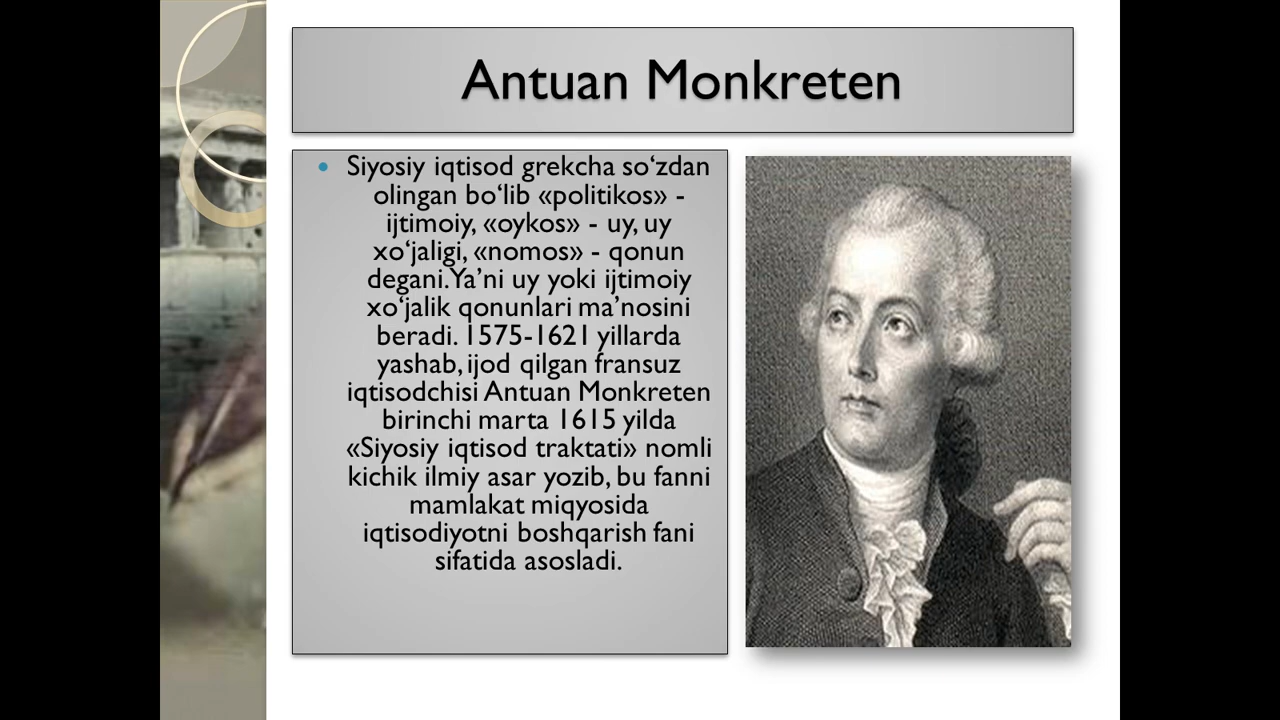 Antuan Monkreten
• Siyosiy iqtisod grekcha so‘zdan
olingan bo‘lib «politikos» -
ijtimoiy, «oykos» - uy, uy
xo‘jaligi, «nomos» - qonun
degani. Ya’ni uy yoki ijtimoiy
xo‘jalik qonunlari ma’nosini
beradi. 1575-1621 yillarda
yashab, ijod qilgan fransuz
iqtisodchisi Antuan Monkreten
birinchi marta 1615 yilda
«Siyosiy iqtisod traktati» nomli
kichik ilmiy asar yozib, bu fanni
mamlakat miqyosida
iqtisodiyotni boshqarish fani
sifatida asosladi.